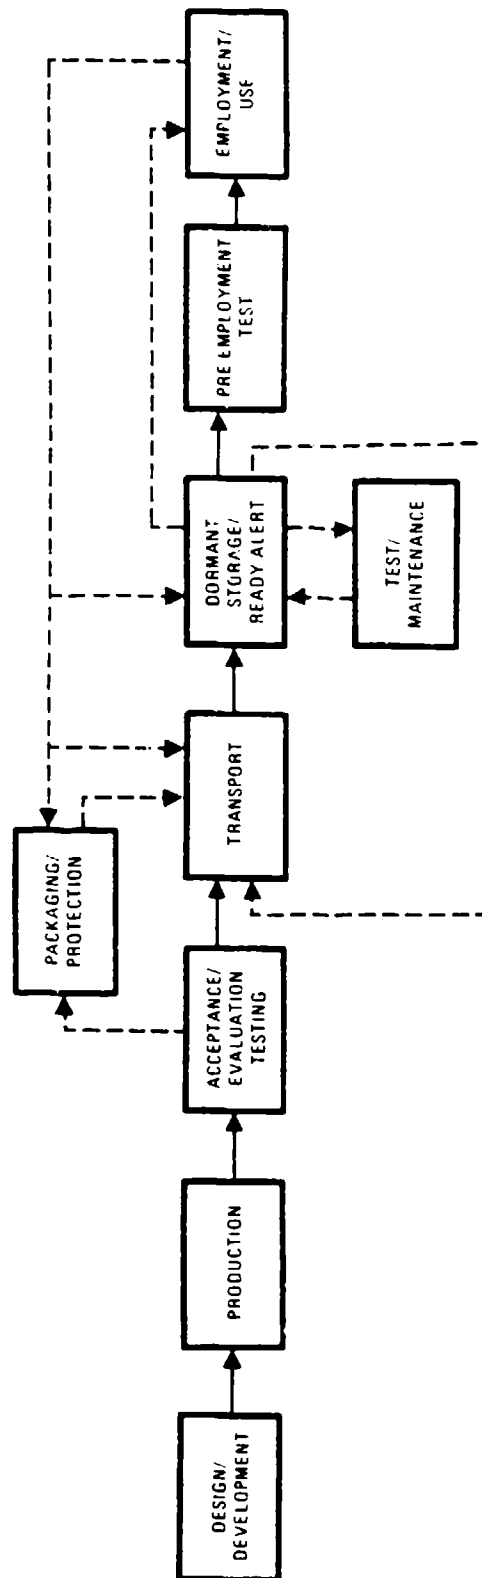 DESIGN/
DEVELOPMENT
PRODUCTION
ACCEPTANCE/
EVALUATION
TESTING
PACKAGING/
PROTECTION
TRANSPORT
DORMANT
STORAGE/
READY ALERT
TEST/
MAINTENANCE
PRE EMPLOYMENT
TEST
EMPLOYMENT/
USE